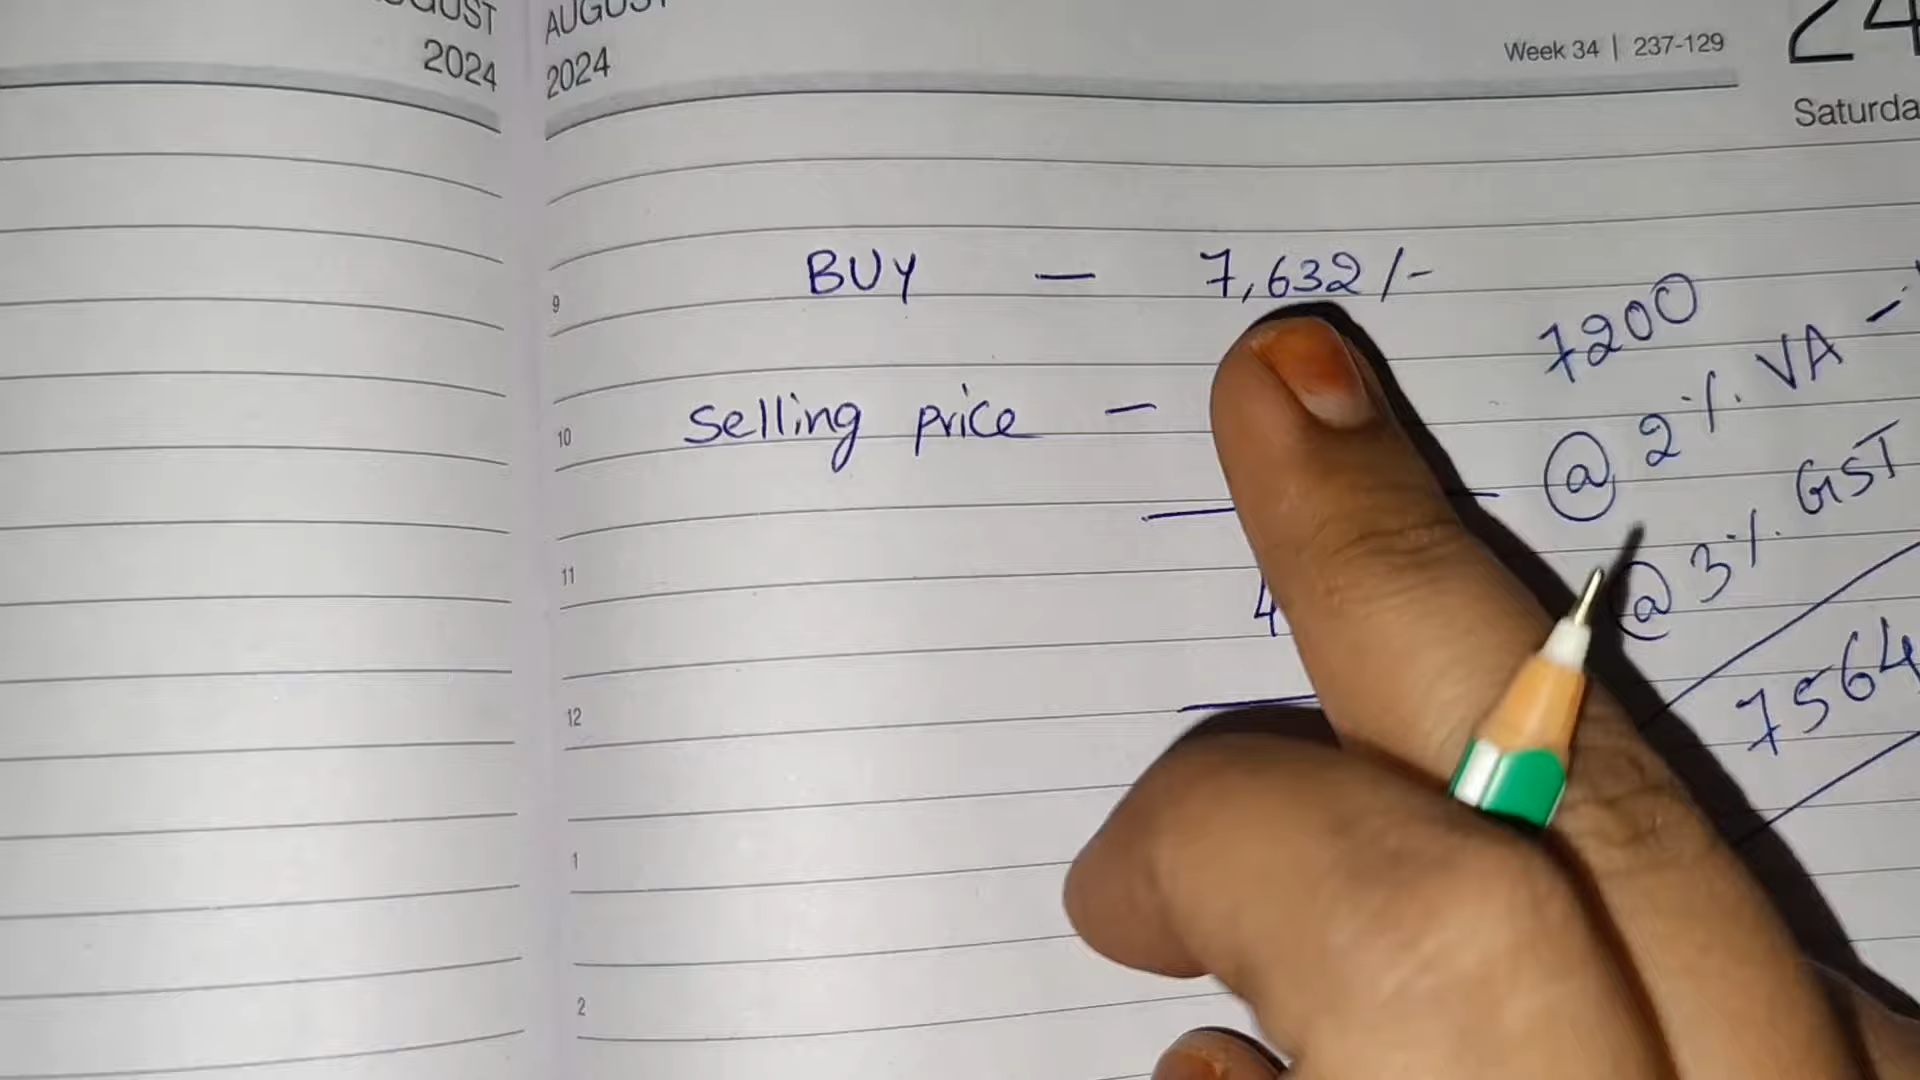 2024
AUGUST
2024
Week 34 | 237-129
24
9
BUY — 7,632/-
7200
10
Selling price —
@ 2% VA —
11
@ 3% GST
4
12
7564
1
2